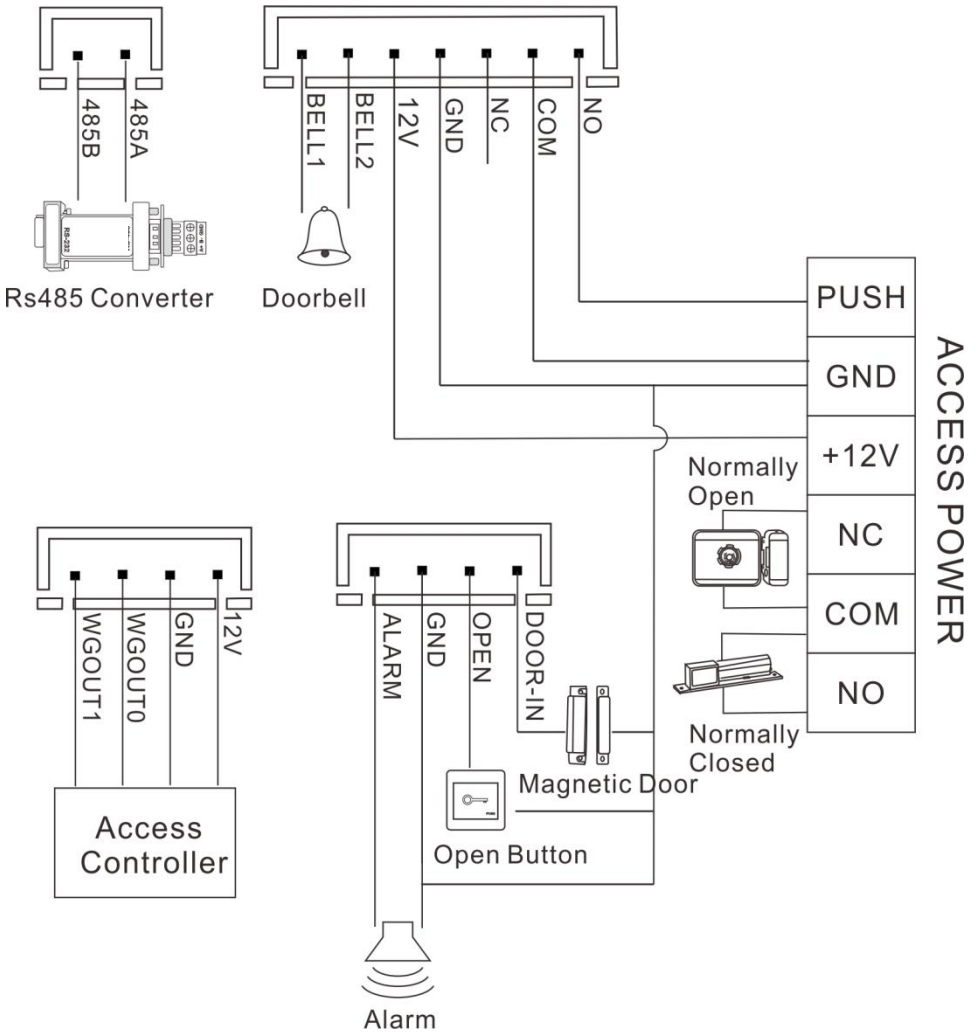 485B
485A
RS-232
Rs485 Converter
BELL1
BELL2
12V
GND
NC
COM
NO
Doorbell
PUSH
GND
+12V
NC
COM
NO
ACCESS POWER
Normally
Open
Normally
Closed
WGOUT1
WGOUT0
GND
12V
Access
Controller
ALARM
GND
OPEN
DOOR-IN
Magnetic Door
Open Button
Alarm